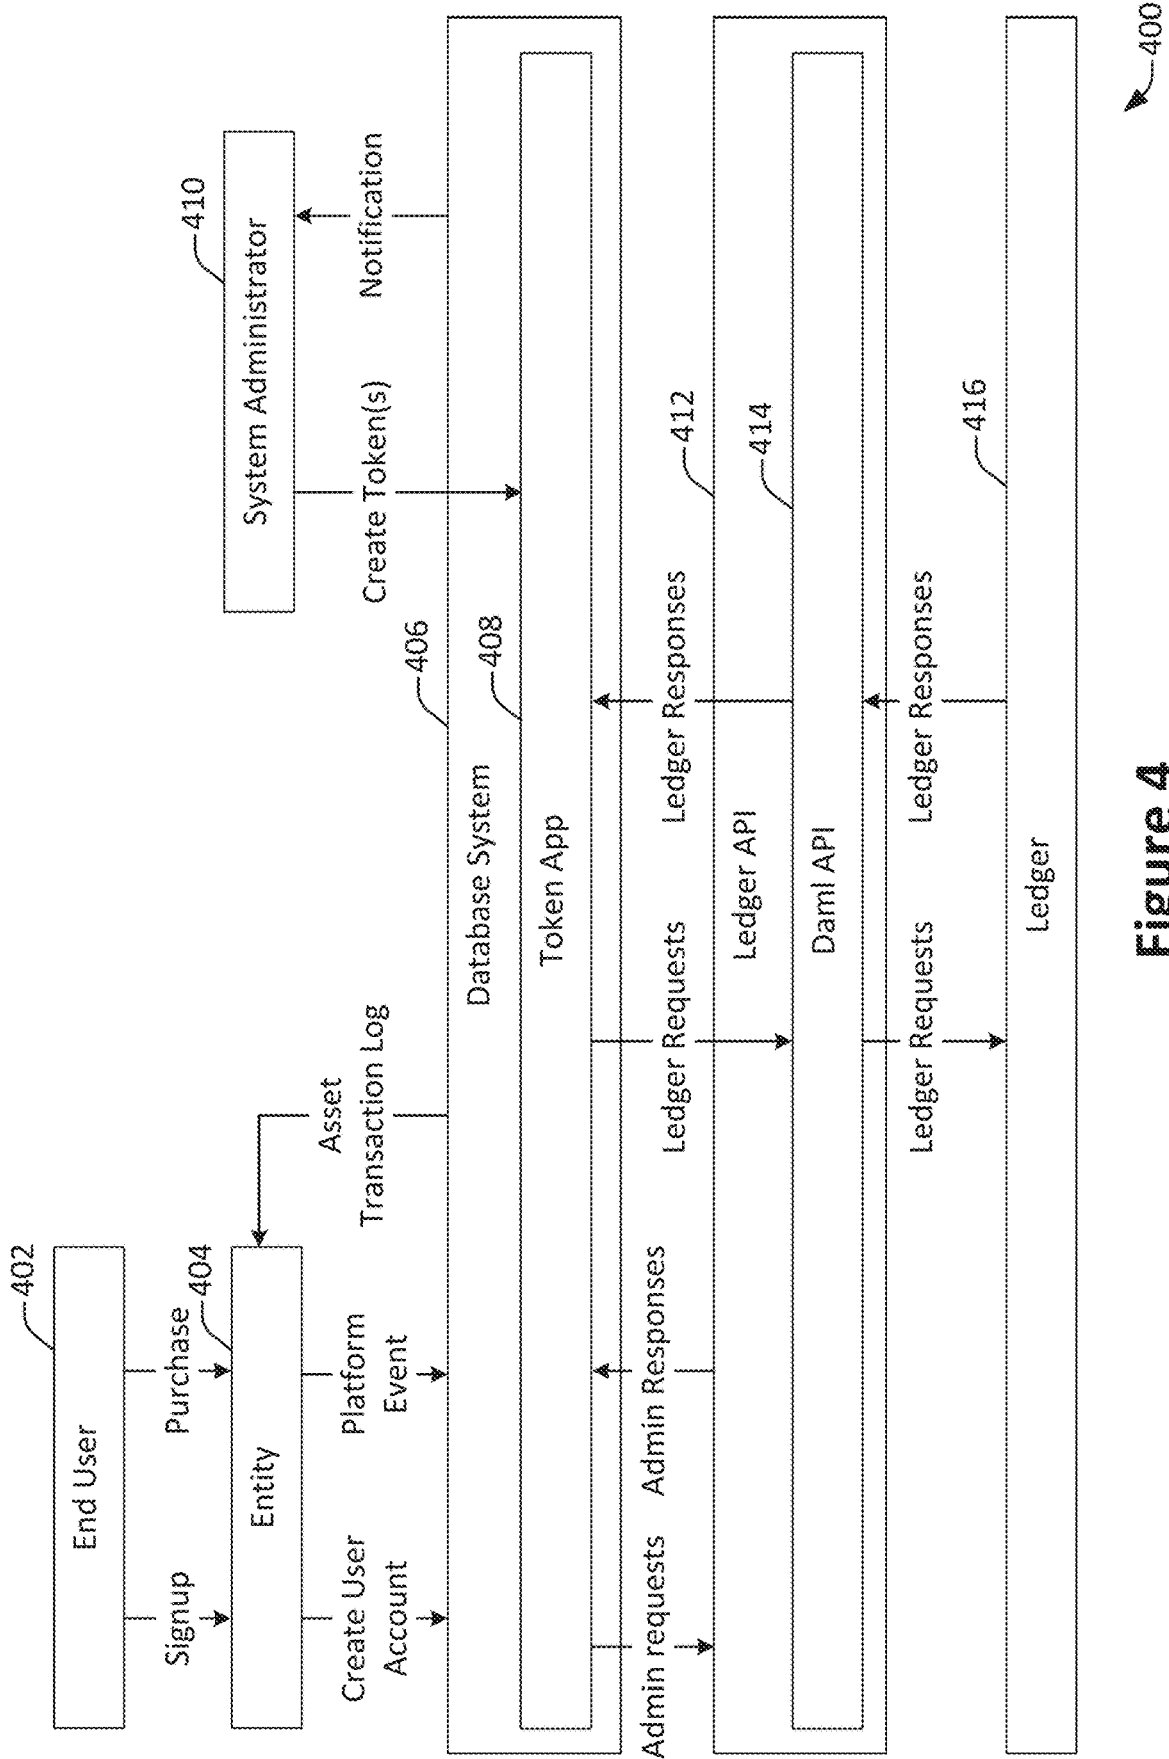 402
End User
Signup
Purchase
404
Entity
Create User
Account
Platform
Event
Asset
Transaction Log
410
System Administrator
Create Token(s)
Notification
406
Database System
408
Token App
Admin requests
Admin Responses
Ledger Requests
Ledger Responses
412
Ledger API
414
Daml API
Ledger Requests
Ledger Responses
416
Ledger
400
Figure 4